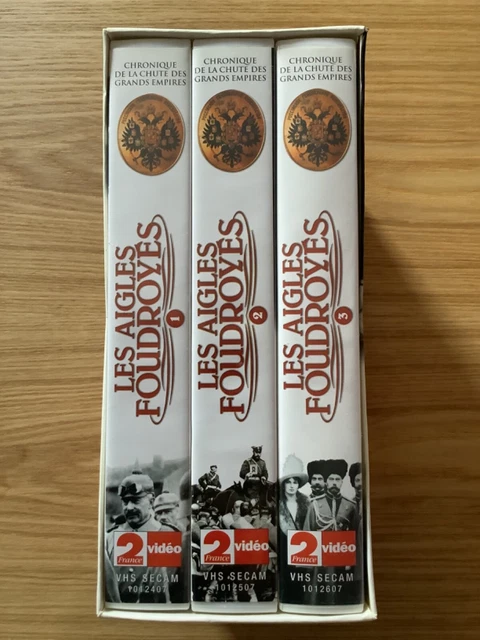 CHRONIQUE
DE LA CHUTE DES
GRANDS EMPIRES
LES AIGLES
FOUDROYÉS
1
2
France
vidéo
VHS SECAM
1012407
CHRONIQUE
DE LA CHUTE DES
GRANDS EMPIRES
LES AIGLES
FOUDROYÉS
2
2
France
vidéo
VHS SECAM
1012507
CHRONIQUE
DE LA CHUTE DES
GRANDS EMPIRES
LES AIGLES
FOUDROYÉS
3
2
France
vidéo
VHS SECAM
1012607